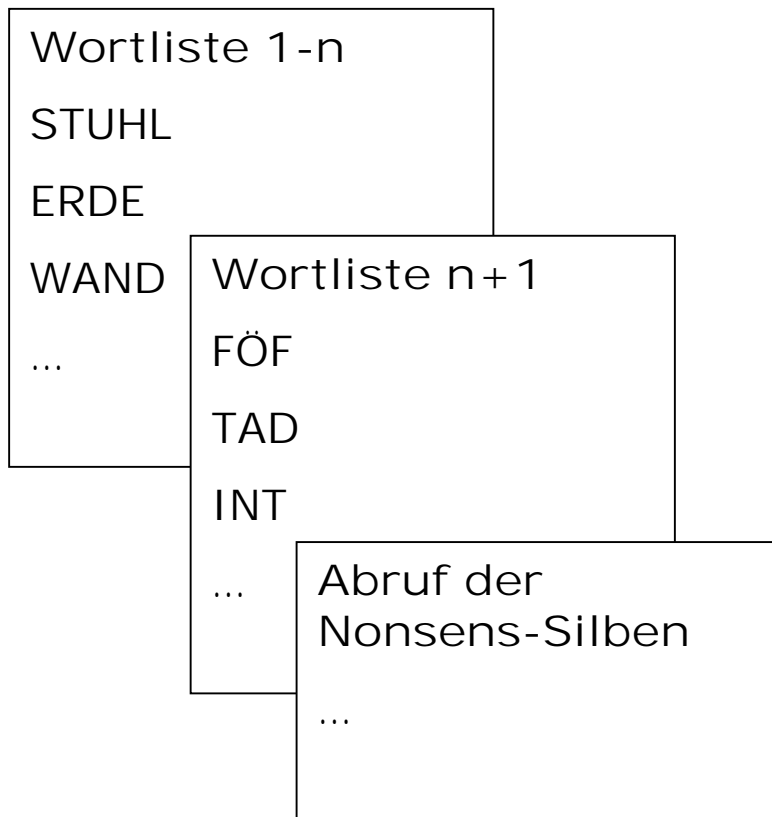 Wortliste 1-n
STUHL
ERDE
WAND
...
Wortliste n+1
FÖF
TAD
INT
...
Abruf der
Nonsens-Silben
...